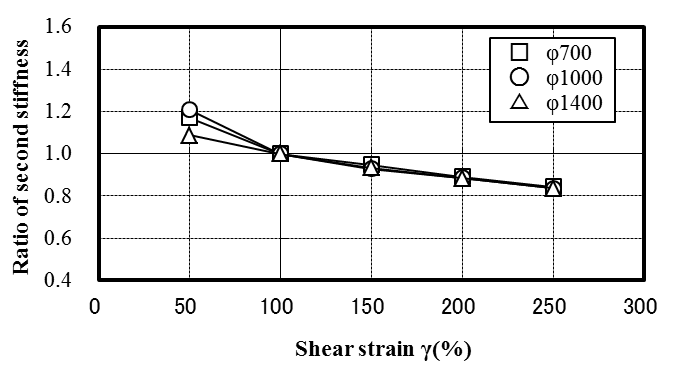 Ratio of second stiffness
1.6
1.4
1.2
1.0
0.8
0.6
0.4
φ700
φ1000
φ1400
0 50 100 150 200 250 300
Shear strain γ(%)